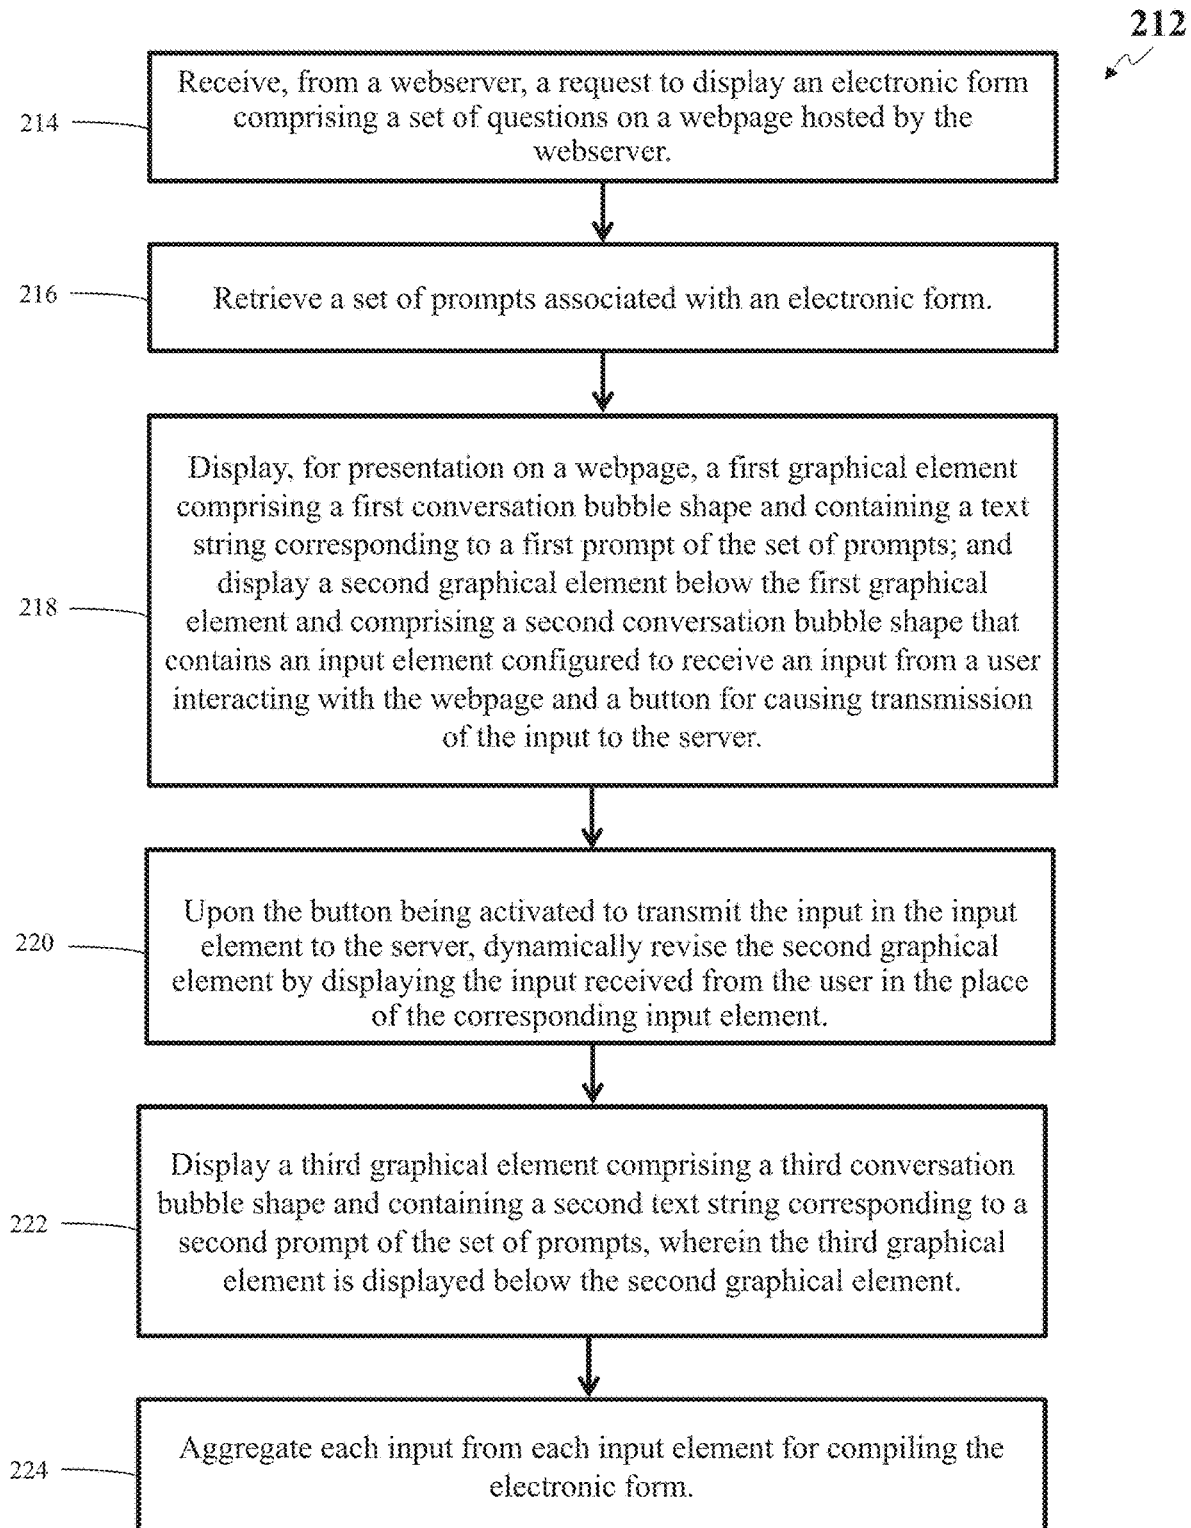 212
214
Receive, from a webserver, a request to display an electronic form
comprising a set of questions on a webpage hosted by the
webserver.
216
Retrieve a set of prompts associated with an electronic form.
218
Display, for presentation on a webpage, a first graphical element
comprising a first conversation bubble shape and containing a text
string corresponding to a first prompt of the set of prompts; and
display a second graphical element below the first graphical
element and comprising a second conversation bubble shape that
contains an input element configured to receive an input from a user
interacting with the webpage and a button for causing transmission
of the input to the server.
220
Upon the button being activated to transmit the input in the input
element to the server, dynamically revise the second graphical
element by displaying the input received from the user in the place
of the corresponding input element.
222
Display a third graphical element comprising a third conversation
bubble shape and containing a second text string corresponding to a
second prompt of the set of prompts, wherein the third graphical
element is displayed below the second graphical element.
224
Aggregate each input from each input element for compiling the
electronic form.